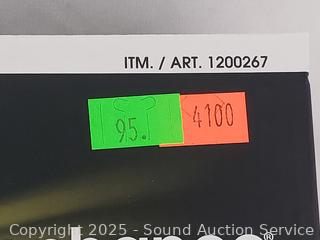 ITM. / ART. 1200267
95.
4100
Copyright © 2025 - Sound Auction Service